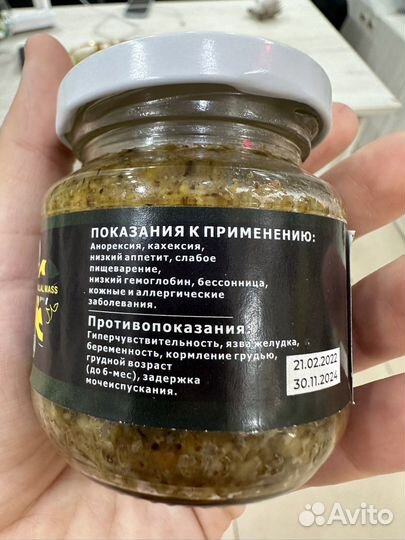 ПОКАЗАНИЯ К ПРИМЕНЕНИЮ:
Анорексия, кахексия,
низкий аппетит, слабое
пищеварение,
низкий гемоглобин, бессонница,
кожные и аллергические
заболевания.
Противопоказания:
Гиперчувствительность, язва желудка,
беременность, кормление грудью,
грудной возраст
(до 6-мес), задержка
мочеиспускания.
21.02.2022
30.11.2024
MASS
Avito